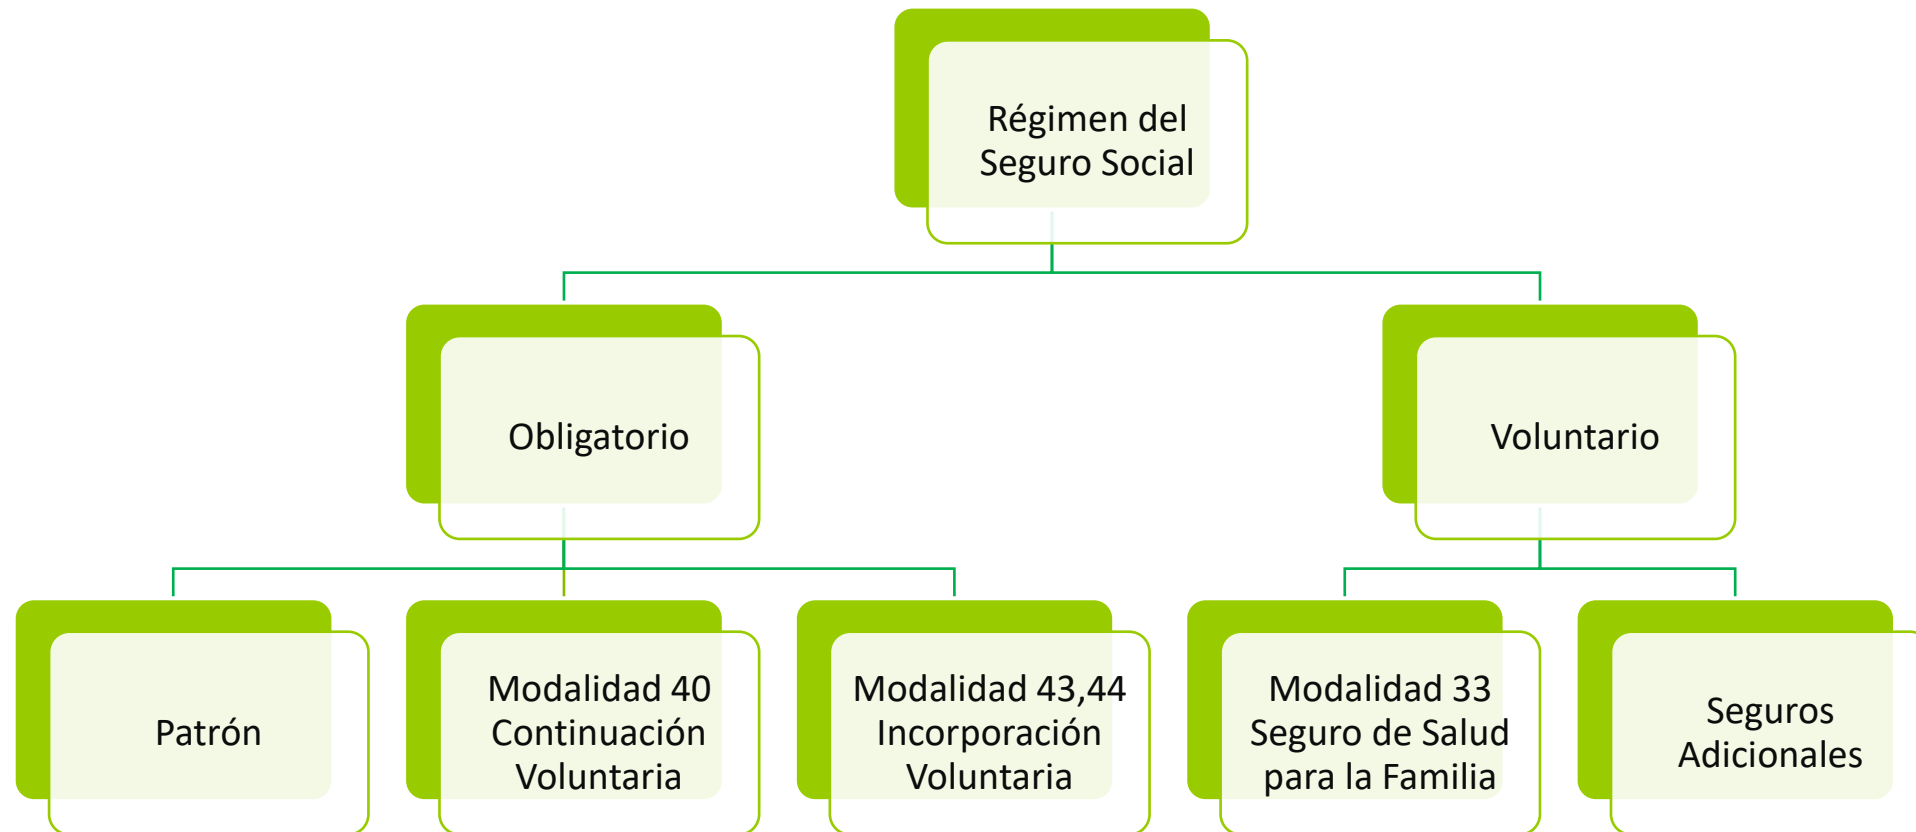 Régimen del
Seguro Social
Obligatorio
Voluntario
Patrón
Modalidad 40
Continuación
Voluntaria
Modalidad 43,44
Incorporación
Voluntaria
Modalidad 33
Seguro de Salud
para la Familia
Seguros
Adicionales